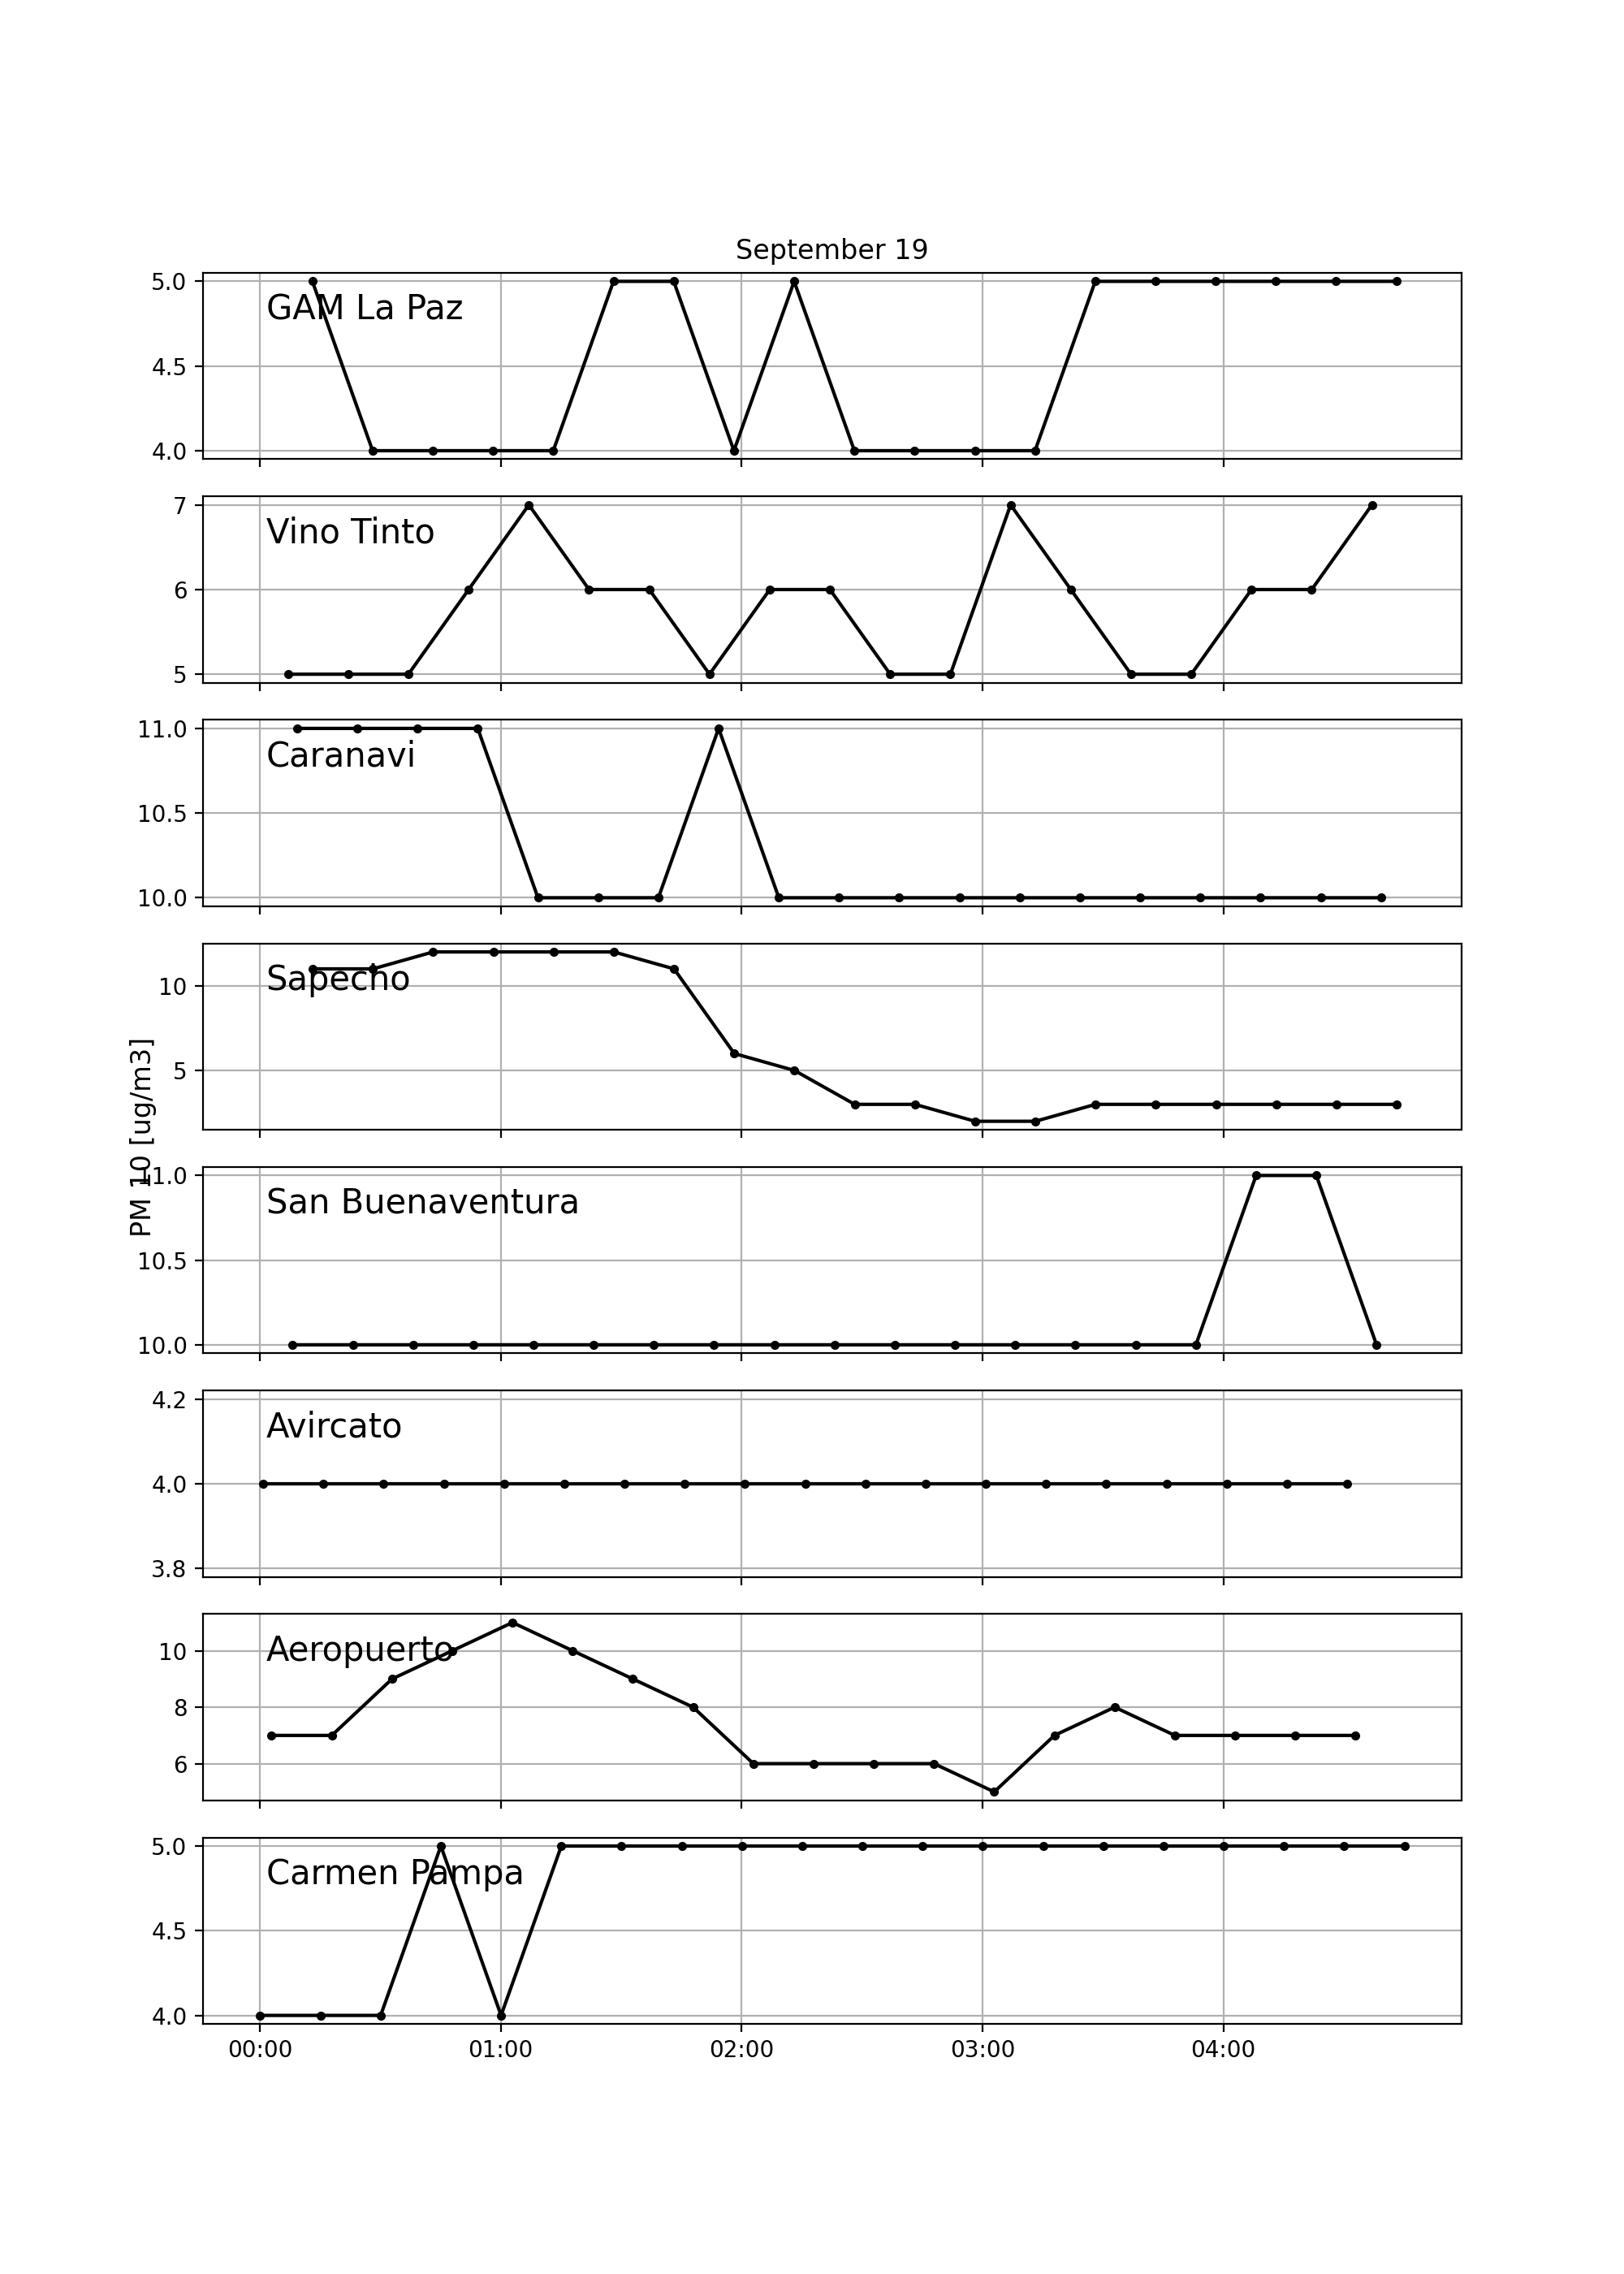 September 19
5.0
GAM La Paz
4.5
4.0
7
Vino Tinto
6
5
11.0
Caranavi
10.5
10.0
Sapecho
10
5
PM 10 [ug/m3]
11.0
San Buenaventura
10.5
10.0
4.2
Avircato
4.0
3.8
Aeropuerto
10
8
6
5.0
Carmen Pampa
4.5
4.0
00:00 01:00 02:00 03:00 04:00